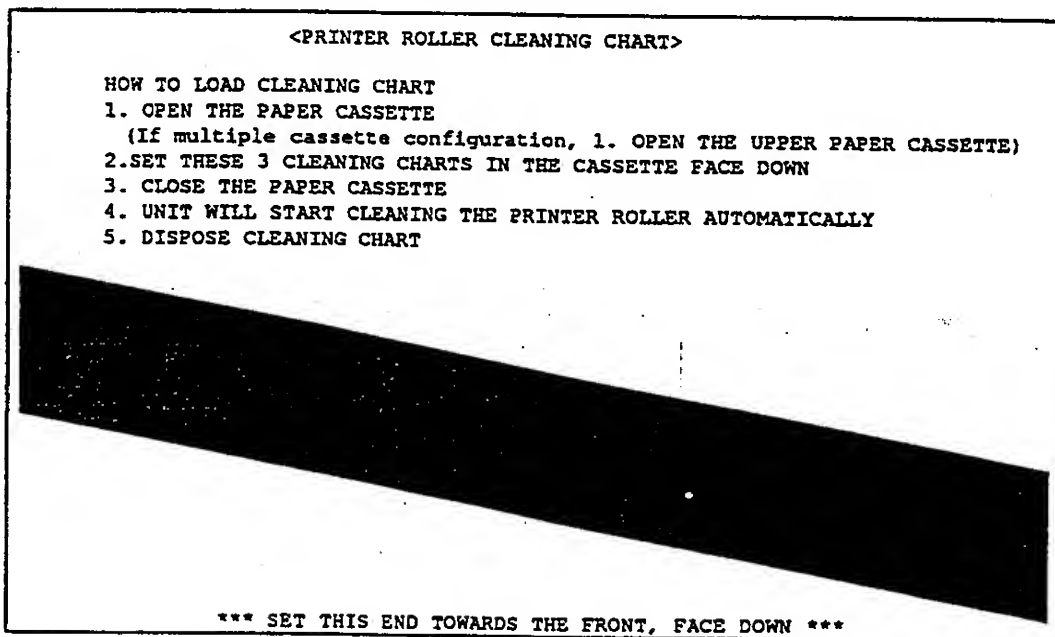 <PRINTER ROLLER CLEANING CHART>
HOW TO LOAD CLEANING CHART
1. OPEN THE PAPER CASSETTE
(If multiple cassette configuration, 1. OPEN THE UPPER PAPER CASSETTE)
2.SET THESE 3 CLEANING CHARTS IN THE CASSETTE FACE DOWN
3. CLOSE THE PAPER CASSETTE
4. UNIT WILL START CLEANING THE PRINTER ROLLER AUTOMATICALLY
5. DISPOSE CLEANING CHART
*** SET THIS END TOWARDS THE FRONT, FACE DOWN ***